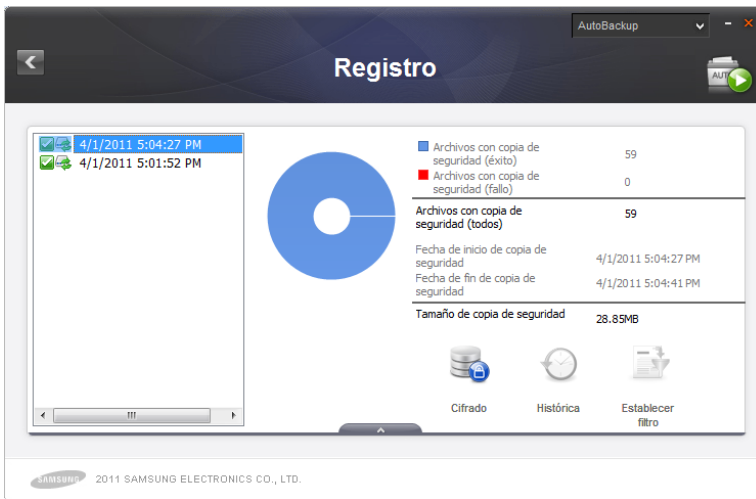 AutoBackup
Registro
AUTO
4/1/2011 5:04:27 PM
4/1/2011 5:01:52 PM
Archivos con copia de
seguridad (éxito) 59
Archivos con copia de
seguridad (fallo) 0
Archivos con copia de
seguridad (todos) 59
Fecha de inicio de copia de
seguridad 4/1/2011 5:04:27 PM
Fecha de fin de copia de
seguridad 4/1/2011 5:04:41 PM
Tamaño de copia de seguridad 28.85MB
Cifrado
Histórica
Establecer
filtro
SAMSUNG 2011 SAMSUNG ELECTRONICS CO., LTD.